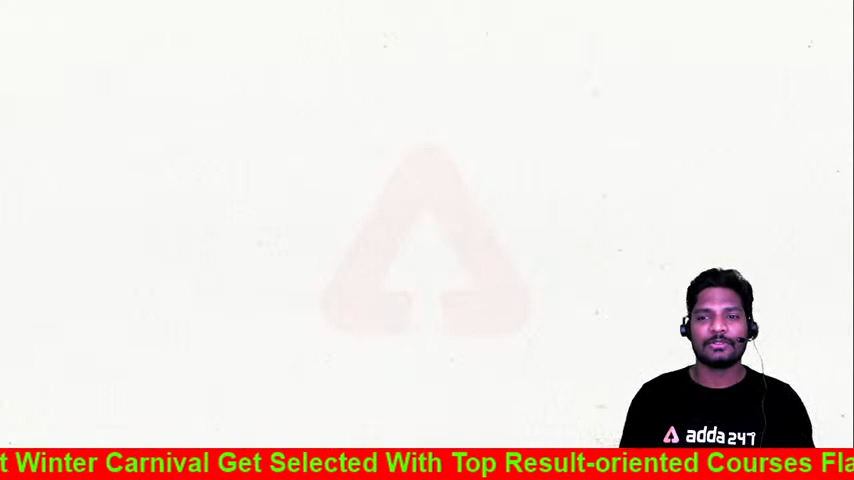 adda247
t Winter Carnival Get Selected With Top Result-oriented Courses Fla